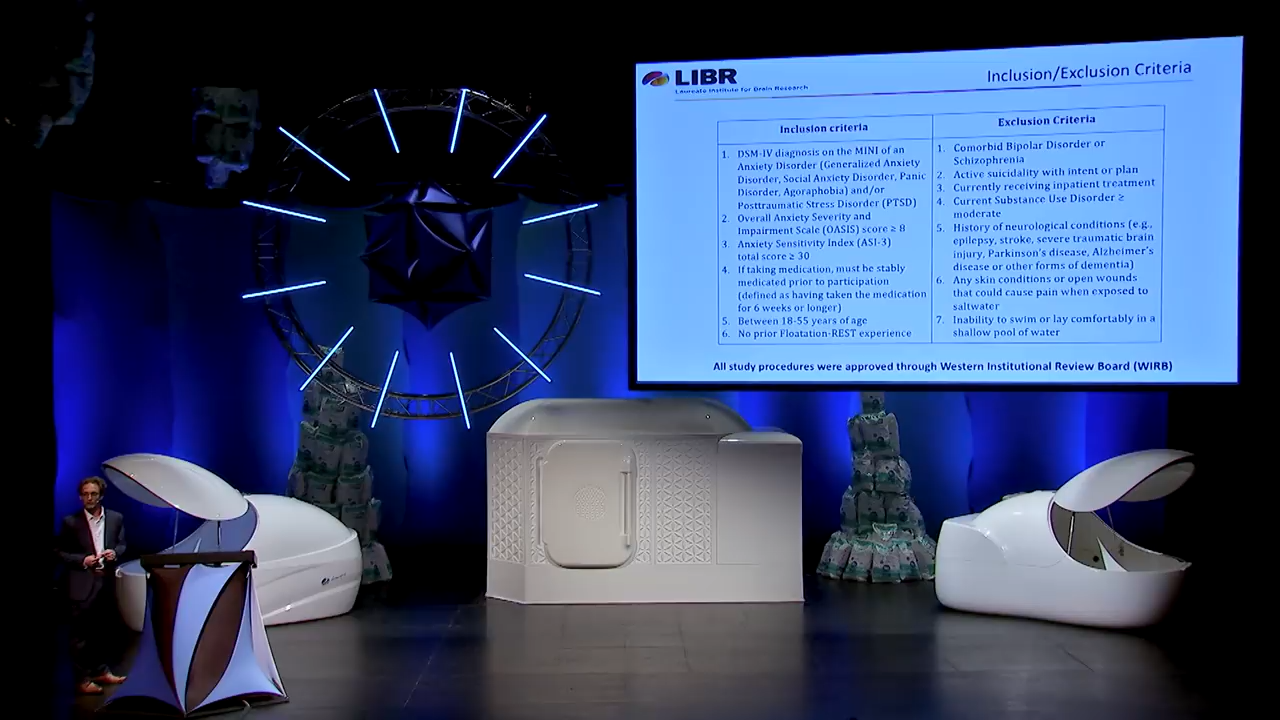 LIBR
Laureate Institute for Brain Research
Inclusion/Exclusion Criteria
Inclusion criteria
1. DSM-IV diagnosis on the MINI of an
Anxiety Disorder (Generalized Anxiety
Disorder, Social Anxiety Disorder, Panic
Disorder, Agoraphobia) and/or
Posttraumatic Stress Disorder (PTSD)
2. Overall Anxiety Severity and
Impairment Scale (OASIS) score ≥ 8
3. Anxiety Sensitivity Index (ASI-3)
total score ≥ 30
4. If taking medication, must be stably
medicated prior to participation
(defined as having taken the medication
for 6 weeks or longer)
5. Between 18-55 years of age
6. No prior Floatation-REST experience
Exclusion Criteria
1. Comorbid Bipolar Disorder or
Schizophrenia
2. Active suicidality with intent or plan
3. Currently receiving inpatient treatment
4. Current Substance Use Disorder ≥
moderate
5. History of neurological conditions (e.g.,
epilepsy, stroke, severe traumatic brain
injury, Parkinson's disease, Alzheimer's
disease or other forms of dementia)
6. Any skin conditions or open wounds
that could cause pain when exposed to
saltwater
7. Inability to swim or lay comfortably in a
shallow pool of water
All study procedures were approved through Western Institutional Review Board (WIRB)